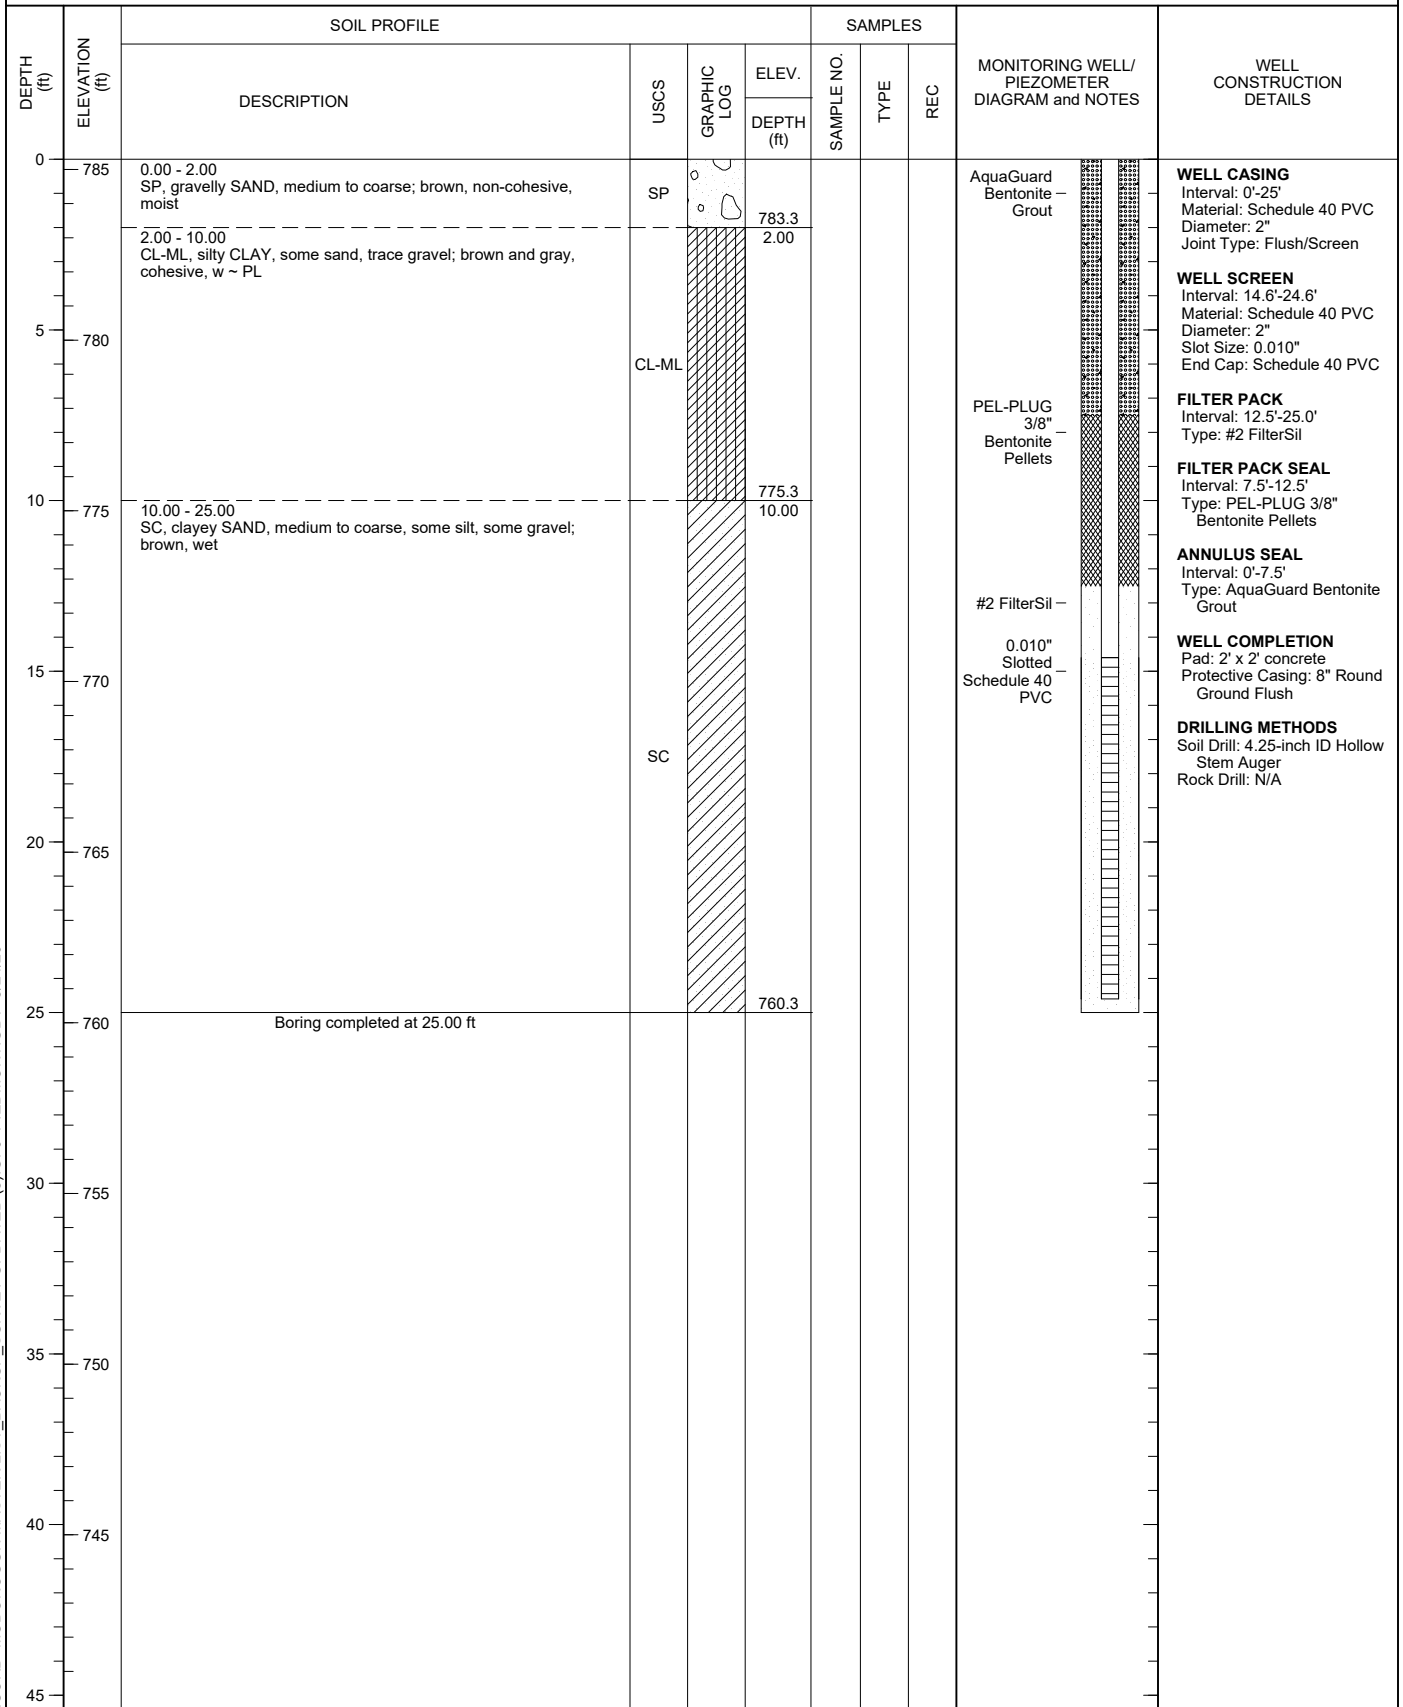 SOIL PROFILE
SAMPLES
DEPTH
(ft)
ELEVATION
(ft)
DESCRIPTION
USCS
GRAPHIC
LOG
ELEV.
DEPTH
(ft)
SAMPLE NO.
TYPE
REC
MONITORING WELL/
PIEZOMETER
DIAGRAM and NOTES
WELL
CONSTRUCTION
DETAILS
0
5
10
15
20
25
30
35
40
45
785
780
775
770
765
760
755
750
745
0.00 - 2.00
SP, gravelly SAND, medium to coarse; brown, non-cohesive,
moist
SP
783.3
2.00
2.00 - 10.00
CL-ML, silty CLAY, some sand, trace gravel; brown and gray,
cohesive, w ~ PL
CL-ML
775.3
10.00
10.00 - 25.00
SC, clayey SAND, medium to coarse, some silt, some gravel;
brown, wet
SC
760.3
Boring completed at 25.00 ft
AquaGuard
Bentonite
Grout
PEL-PLUG
3/8"
Bentonite
Pellets
#2 FilterSil
0.010"
Slotted
Schedule 40
PVC
WELL CASING
Interval: 0'-25'
Material: Schedule 40 PVC
Diameter: 2"
Joint Type: Flush/Screen
WELL SCREEN
Interval: 14.6'-24.6'
Material: Schedule 40 PVC
Diameter: 2"
Slot Size: 0.010"
End Cap: Schedule 40 PVC
FILTER PACK
Interval: 12.5'-25.0'
Type: #2 FilterSil
FILTER PACK SEAL
Interval: 7.5'-12.5'
Type: PEL-PLUG 3/8"
Bentonite Pellets
ANNULUS SEAL
Interval: 0'-7.5'
Type: AquaGuard Bentonite
Grout
WELL COMPLETION
Pad: 2' x 2' concrete
Protective Casing: 8" Round
Ground Flush
DRILLING METHODS
Soil Drill: 4.25-inch ID Hollow
Stem Auger
Rock Drill: N/A